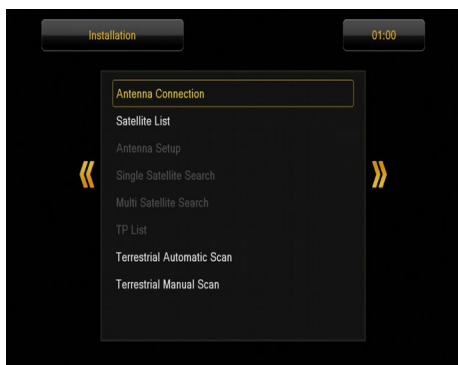 Installation
01:00
Antenna Connection
Satellite List
Antenna Setup
Single Satellite Search
Multi Satellite Search
TP List
Terrestrial Automatic Scan
Terrestrial Manual Scan